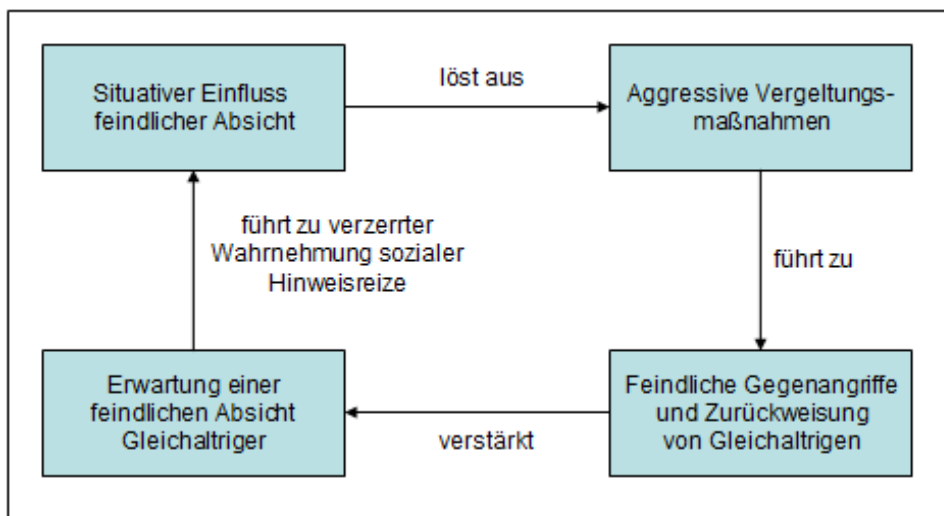 Situativer Einfluss
feindlicher Absicht
löst aus
Aggressive Vergeltungs-
maßnahmen
führt zu
Feindliche Gegenangriffe
und Zurückweisung
von Gleichaltrigen
verstärkt
Erwartung einer
feindlichen Absicht
Gleichaltriger
führt zu verzerrter
Wahrnehmung sozialer
Hinweisreize